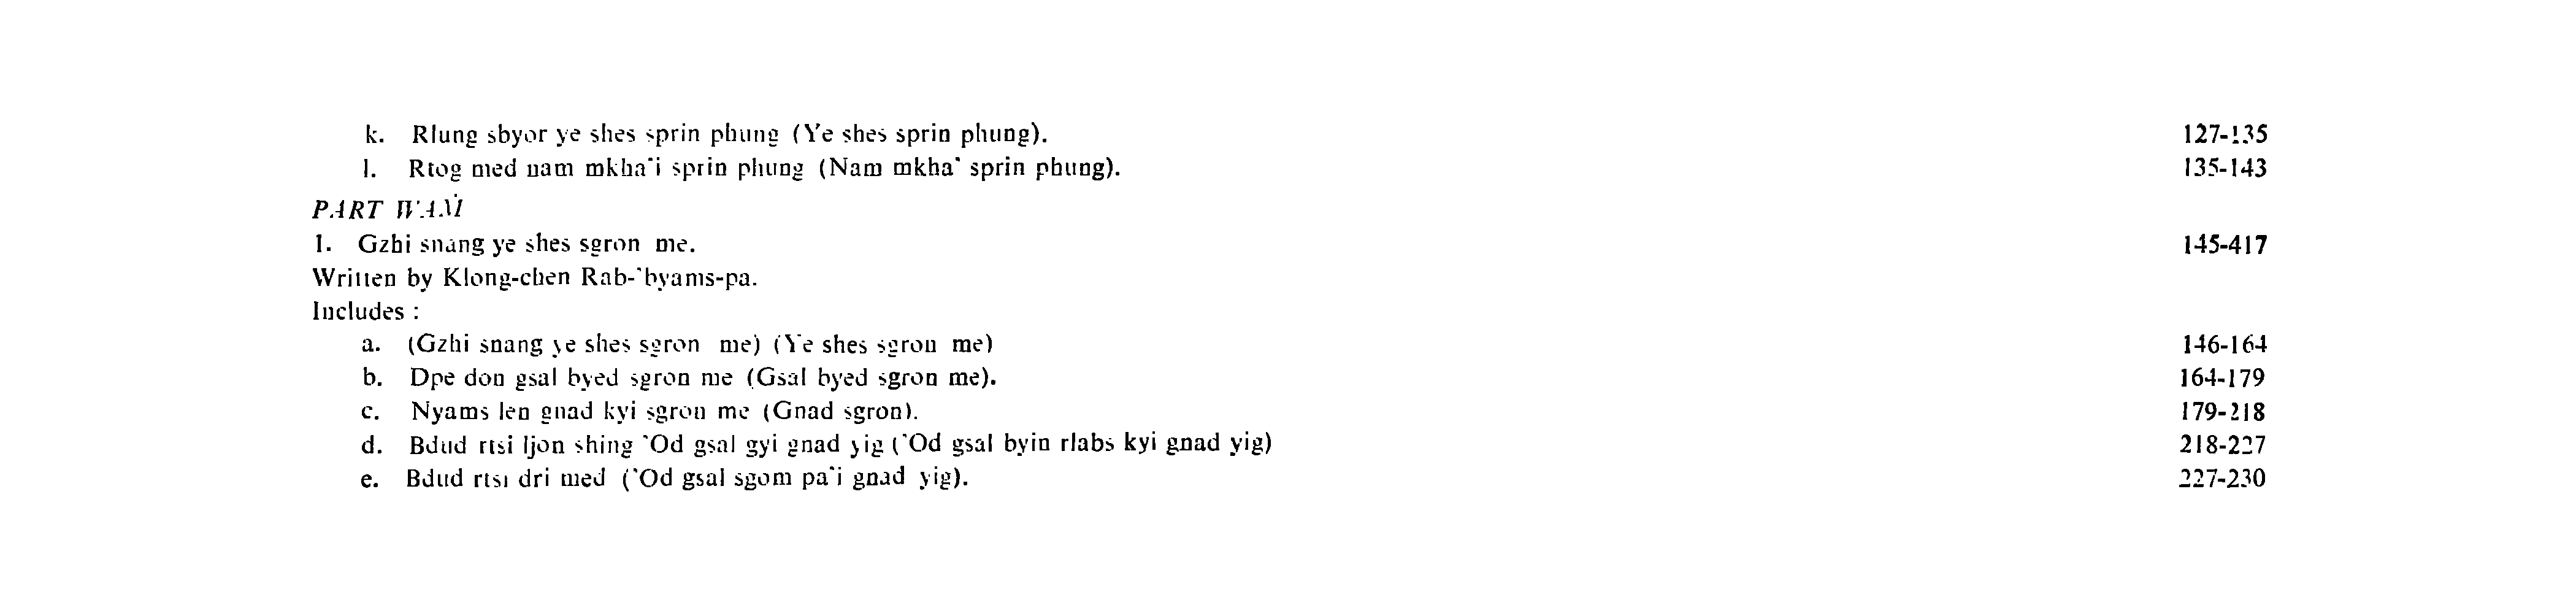 k. Rlung sbyor ye shes sprin phung (Ye shes sprin phung). 127-135
l. Rtog med nam mkha'i sprin phung (Nam mkha' sprin phung). 135-143
PART WAṀ
1. Gzhi snang ye shes sgron me. 145-417
Written by Klong-chen Rab-'byams-pa.
Includes :
a. (Gzhi snang ye shes sgron me) (Ye shes sgron me) 146-164
b. Dpe don gsal byed sgron me (Gsal byed sgron me). 164-179
c. Nyams len gnad kyi sgron me (Gnad sgron). 179-218
d. Bdud rtsi ljon shing 'Od gsal gyi gnad yig ('Od gsal byin rlabs kyi gnad yig) 218-227
e. Bdud rtsi dri med ('Od gsal sgom pa'i gnad yig). 227-230